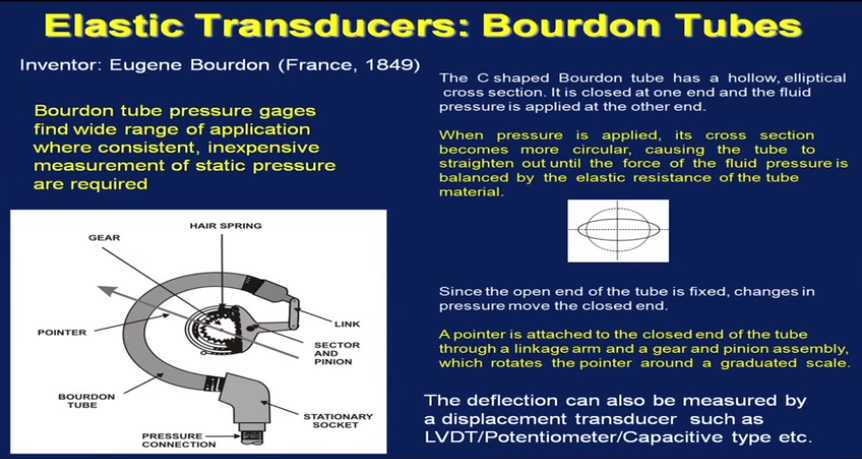 Elastic Transducers: Bourdon Tubes
Inventor: Eugene Bourdon (France, 1849)
Bourdon tube pressure gages
find wide range of application
where consistent, inexpensive
measurement of static pressure
are required
HAIR SPRING
GEAR
POINTER
LINK
SECTOR
AND
PINION
BOURDON
TUBE
STATIONARY
SOCKET
PRESSURE
CONNECTION
The C shaped Bourdon tube has a hollow, elliptical
cross section. It is closed at one end and the fluid
pressure is applied at the other end.
When pressure is applied, its cross section
becomes more circular, causing the tube to
straighten out until the force of the fluid pressure is
balanced by the elastic resistance of the tube
material.
Since the open end of the tube is fixed, changes in
pressure move the closed end.
A pointer is attached to the closed end of the tube
through a linkage arm and a gear and pinion assembly,
which rotates the pointer around a graduated scale.
The deflection can also be measured by
a displacement transducer such as
LVDT/Potentiometer/Capacitive type etc.